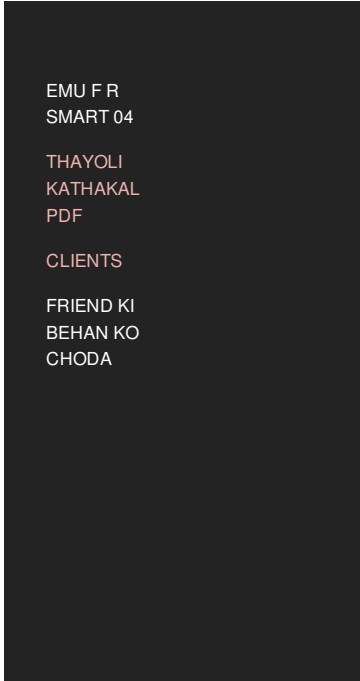 EMU F R
SMART 04
THAYOLI
KATHAKAL
PDF
CLIENTS
FRIEND KI
BEHAN KO
CHODA